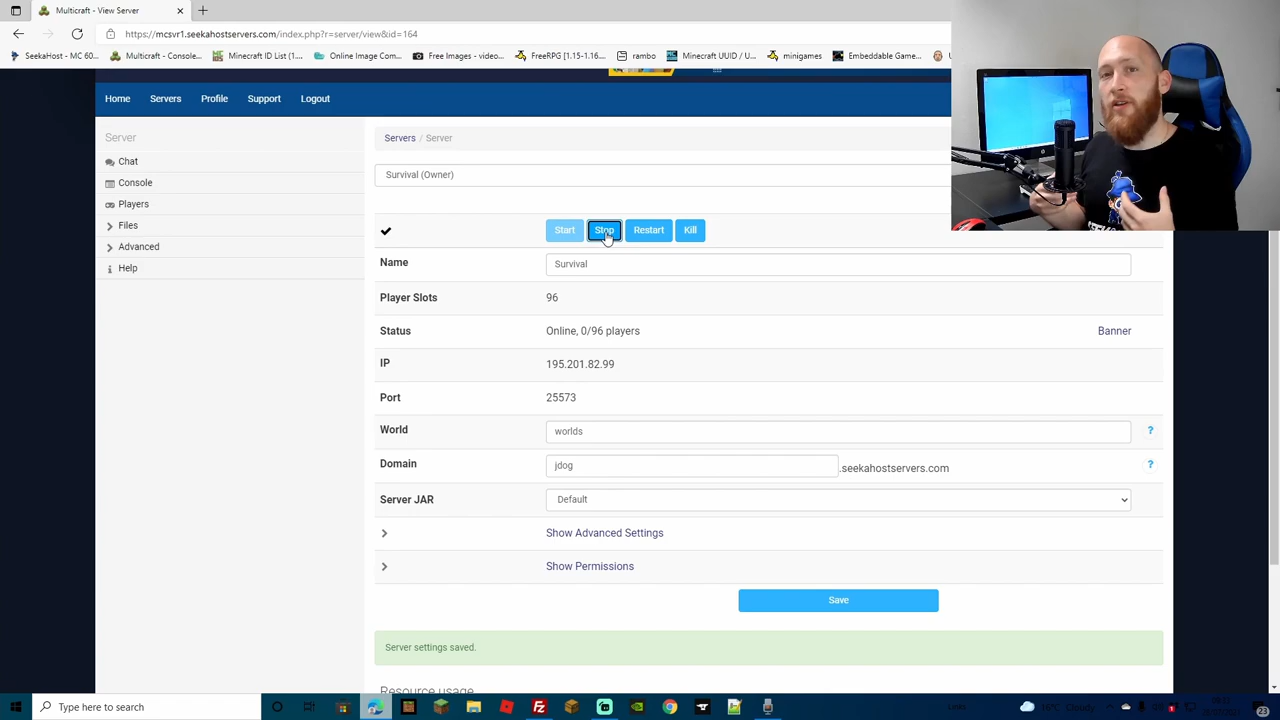 Multicraft - View Server
https://mcsvr1.seekahostservers.com/index.php?r=server/view&id=164
SeekaHost - MC 60...
Multicraft - Console...
Minecraft ID List (1...
Online Image Com...
Free Images - video...
FreeRPG [1.15-1.16...
rambo
Minecraft UUID / U...
minigames
Embeddable Game...
Home
Servers
Profile
Support
Logout
Server
Chat
Console
Players
Files
Advanced
Help
Servers / Server
Survival (Owner)
Start
Stop
Restart
Kill
Name
Survival
Player Slots
96
Status
Online, 0/96 players
Banner
IP
195.201.82.99
Port
25573
World
worlds
?
Domain
jdog
.seekahostservers.com
?
Server JAR
Default
Show Advanced Settings
Show Permissions
Save
Server settings saved.
Resource usage
Type here to search
16°C Cloudy
23